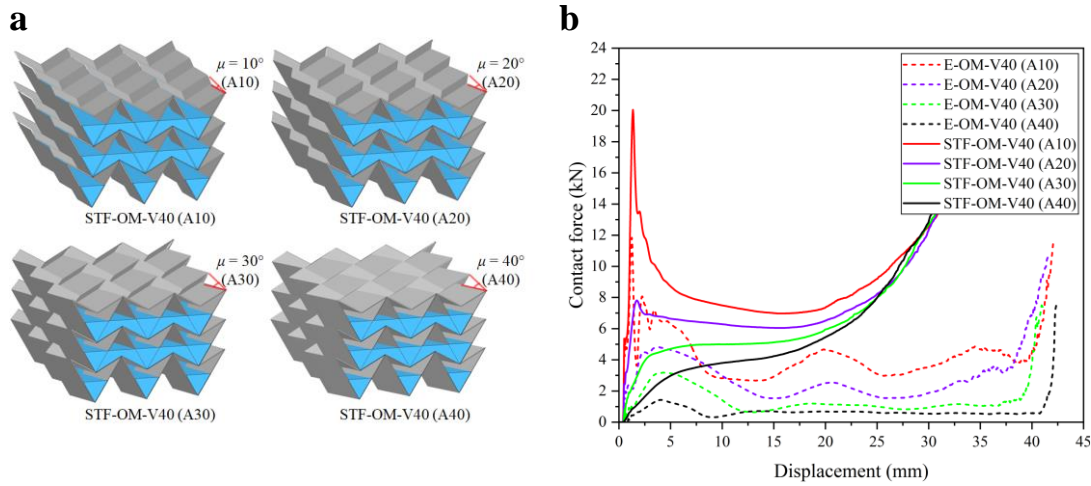 a
μ = 10°
(A10)
μ = 20°
(A20)
STF-OM-V40 (A10)
STF-OM-V40 (A20)
μ = 30°
(A30)
μ = 40°
(A40)
STF-OM-V40 (A30)
STF-OM-V40 (A40)
b
Contact force (kN)
24
22
20
18
16
14
12
10
8
6
4
2
0
E-OM-V40 (A10)
E-OM-V40 (A20)
E-OM-V40 (A30)
E-OM-V40 (A40)
STF-OM-V40 (A10)
STF-OM-V40 (A20)
STF-OM-V40 (A30)
STF-OM-V40 (A40)
0 5 10 15 20 25 30 35 40 45
Displacement (mm)